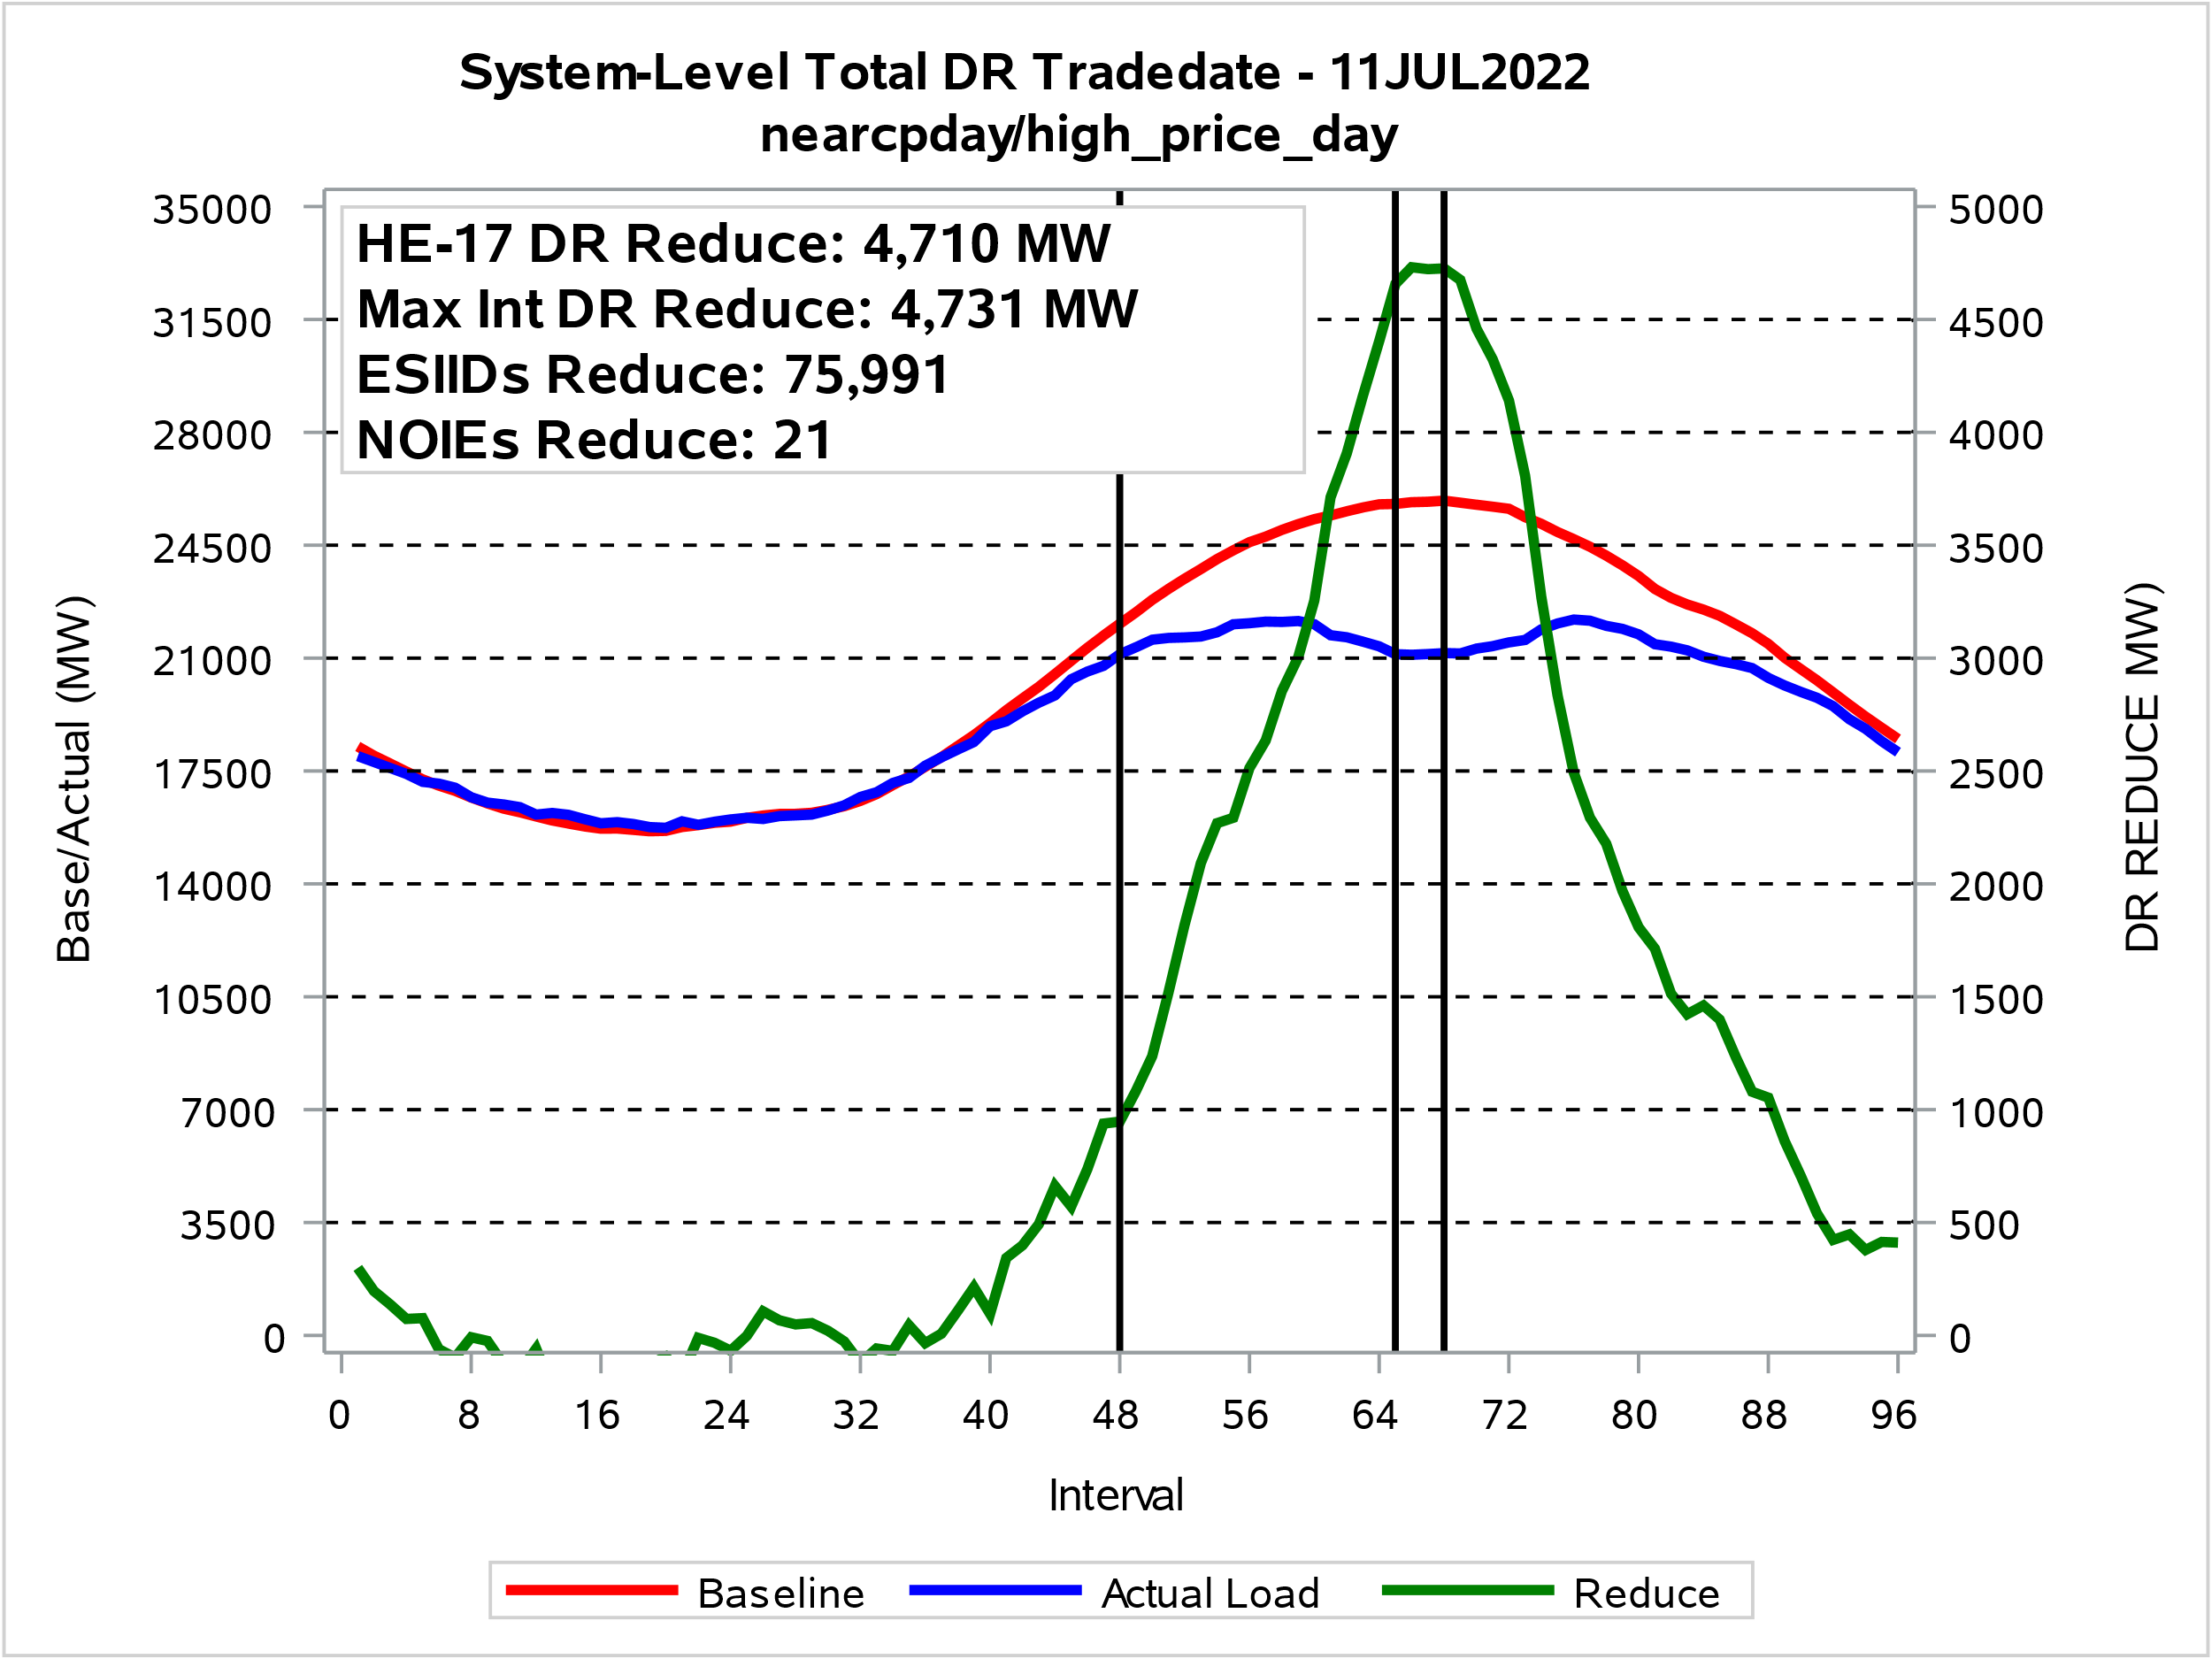 System-Level Total DR Tradedate - 11JUL2022
nearcpday/high_price_day
HE-17 DR Reduce: 4,710 MW
Max Int DR Reduce: 4,731 MW
ESIIDs Reduce: 75,991
NOIEs Reduce: 21
Base/Actual (MW)
35000
31500
28000
24500
21000
17500
14000
10500
7000
3500
0
5000
4500
4000
3500
3000
2500
2000
1500
1000
500
0
DR REDUCE MW)
0 8 16 24 32 40 48 56 64 72 80 88 96
Interval
Baseline Actual Load Reduce